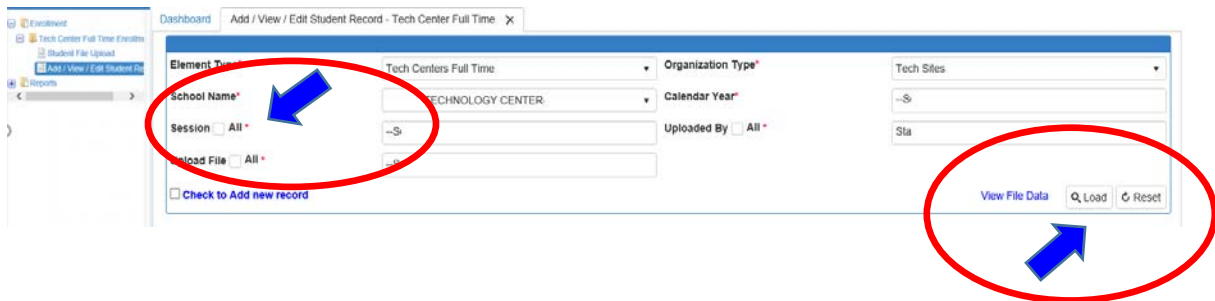 Enrollment
Tech Center Full Time Enrollm
Student File Upload
Add / View / Edit Student Re
Reports
Dashboard Add / View / Edit Student Record - Tech Center Full Time X
Element Type Tech Centers Full Time Organization Type* Tech Sites
School Name* TECHNOLOGY CENTER Calendar Year* --S
Session All * --S Uploaded By All * Sta
Upload File All * --S
Check to Add new record View File Data Load Reset